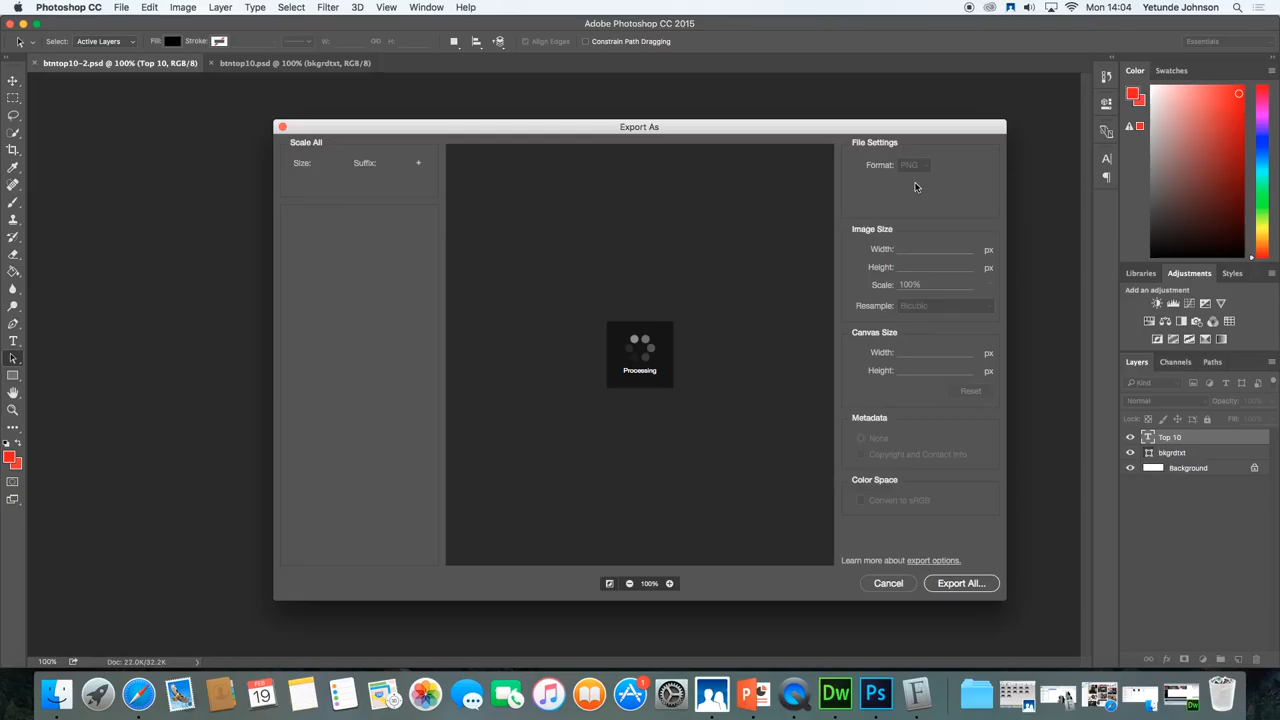 Photoshop CC File Edit Image Layer Type Select Filter 3D View Window Help Mon 14:04 Yetunde Johnson
Adobe Photoshop CC 2015
Select: Active Layers Fill: Stroke: W: H: Align Edges Constrain Path Dragging Essentials
btntop10-2.psd @ 100% (Top 10, RGB/8) btntop10.psd @ 100% (bkgrdtxt, RGB/8)
Color Swatches
Export As
Scale All
Size: Suffix: +
File Settings
Format: PNG
Image Size
Width: px
Height: px
Scale: 100%
Resample: Bicubic
Canvas Size
Width: px
Height: px
Reset
Metadata
None
Copyright and Contact Info
Color Space
Convert to sRGB
Processing
Learn more about export options.
100%
Cancel Export All...
Libraries Adjustments Styles
Add an adjustment
Layers Channels Paths
Kind
Normal Opacity: 100%
Lock: Fill: 100%
Top 10
bkgrdtxt
Background
100% Doc: 22.0K/32.2K
FEB
19
1
Dw
Ps